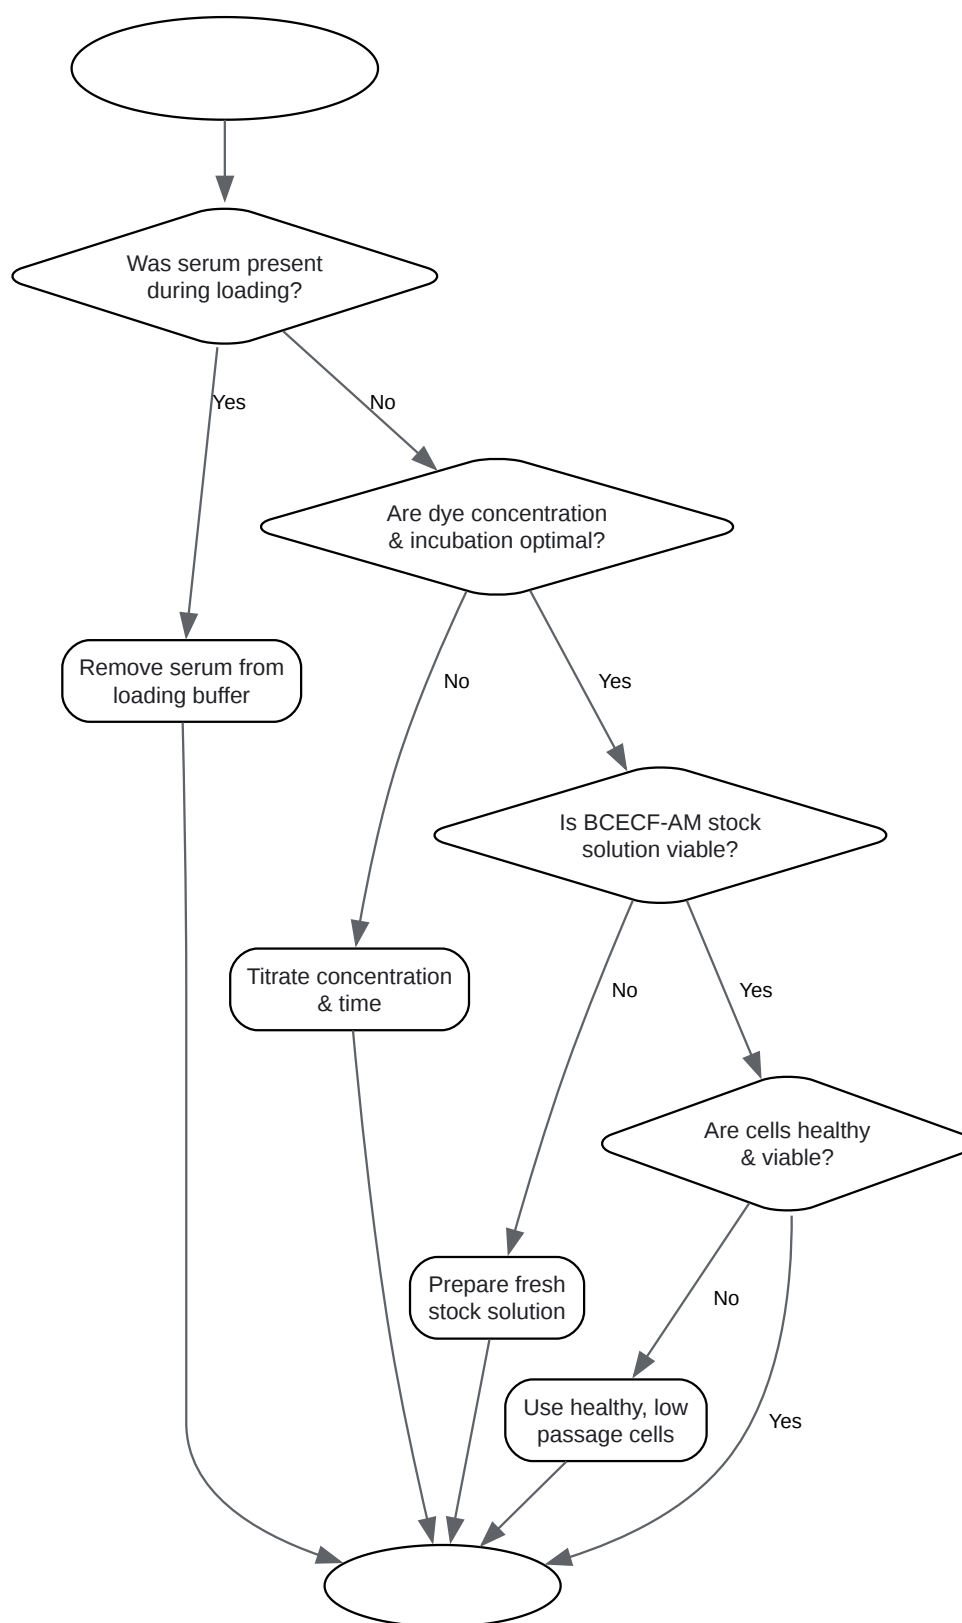 Was serum present
during loading?
Yes
No
Are dye concentration
& incubation optimal?
Remove serum from
loading buffer
No
Yes
Is BCECF-AM stock
solution viable?
Titrate concentration
& time
No
Yes
Are cells healthy
& viable?
Prepare fresh
stock solution
No
Use healthy, low
passage cells
Yes